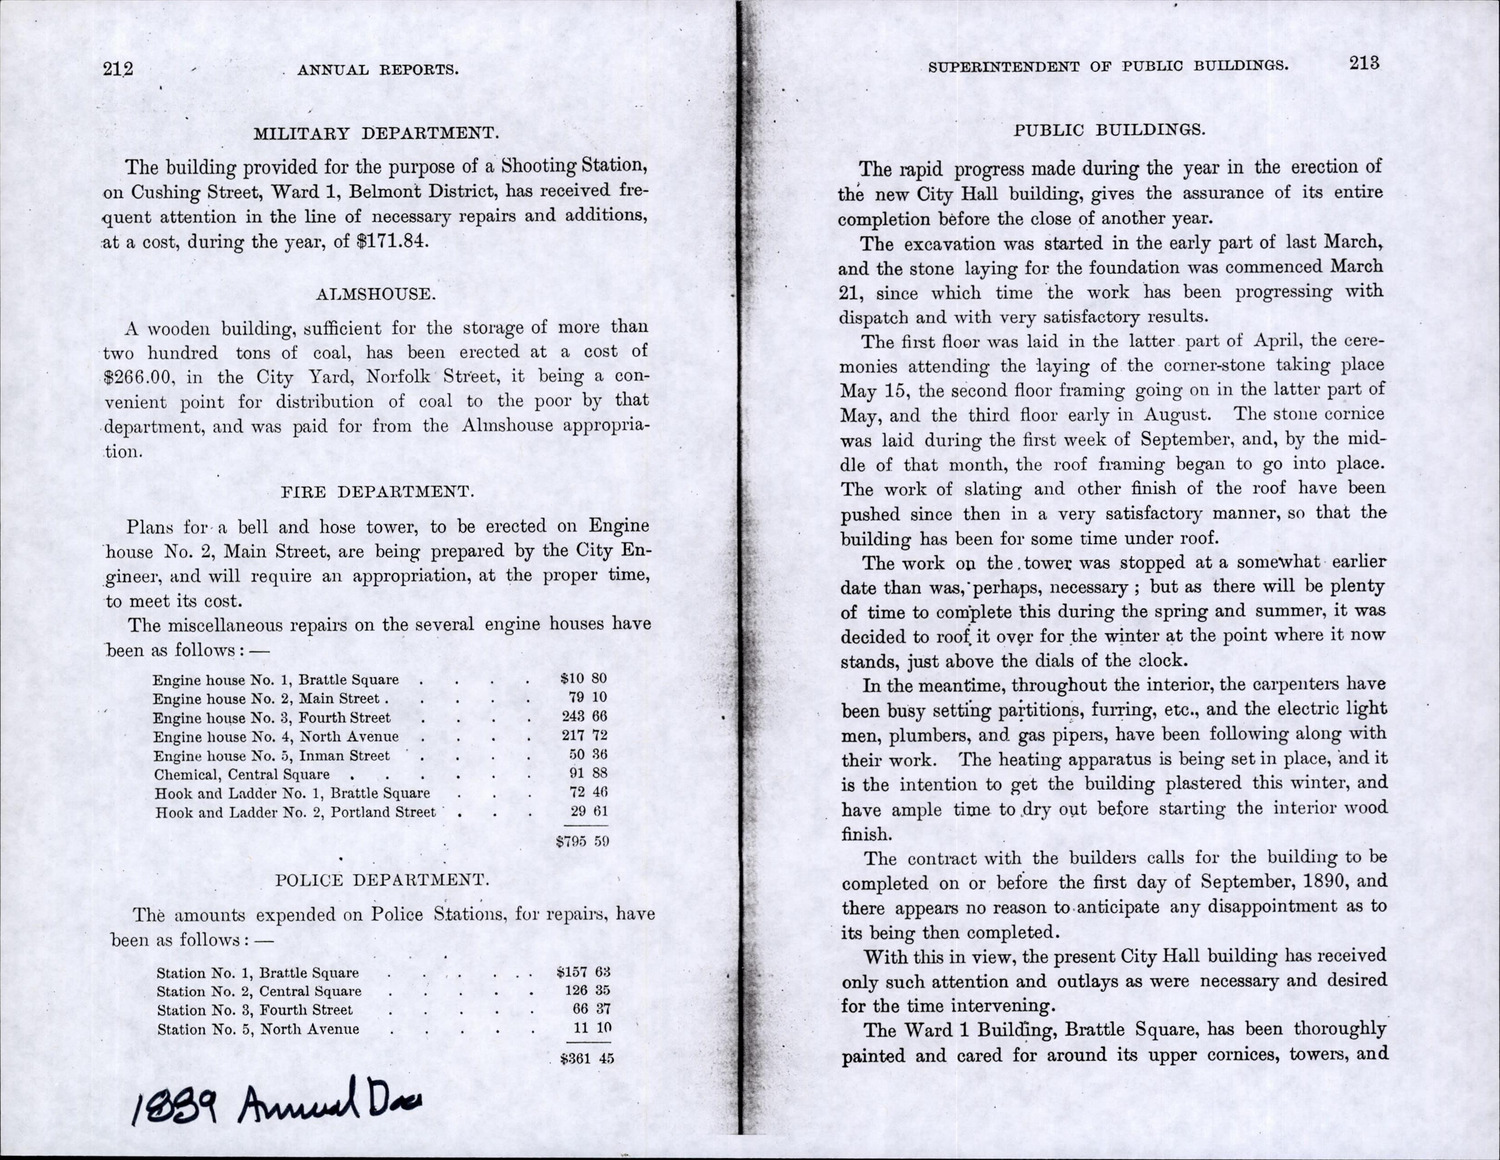 212 ANNUAL REPORTS.
MILITARY DEPARTMENT.
The building provided for the purpose of a Shooting Station,
on Cushing Street, Ward 1, Belmont District, has received fre-
quent attention in the line of necessary repairs and additions,
at a cost, during the year, of $171.84.
ALMSHOUSE.
A wooden building, sufficient for the storage of more than
two hundred tons of coal, has been erected at a cost of
$266.00, in the City Yard, Norfolk Street, it being a con-
venient point for distribution of coal to the poor by that
department, and was paid for from the Almshouse appropria-
tion.
FIRE DEPARTMENT.
Plans for a bell and hose tower, to be erected on Engine
house No. 2, Main Street, are being prepared by the City En-
gineer, and will require an appropriation, at the proper time,
to meet its cost.
The miscellaneous repairs on the several engine houses have
been as follows : —
Engine house No. 1, Brattle Square . . . . $10 80
Engine house No. 2, Main Street . . . . . 79 10
Engine house No. 3, Fourth Street . . . . 243 66
Engine house No. 4, North Avenue . . . . 217 72
Engine house No. 5, Inman Street . . . . 50 36
Chemical, Central Square . . . . . . 91 88
Hook and Ladder No. 1, Brattle Square . . . 72 46
Hook and Ladder No. 2, Portland Street . . . 29 61
$795 59
POLICE DEPARTMENT.
The amounts expended on Police Stations, for repairs, have
been as follows : —
Station No. 1, Brattle Square . . . . . . $157 63
Station No. 2, Central Square . . . . . 126 35
Station No. 3, Fourth Street . . . . . 66 37
Station No. 5, North Avenue . . . . . 11 10
$361 45
1889 Annual Doc
SUPERINTENDENT OF PUBLIC BUILDINGS. 213
PUBLIC BUILDINGS.
The rapid progress made during the year in the erection of
the new City Hall building, gives the assurance of its entire
completion before the close of another year.
The excavation was started in the early part of last March,
and the stone laying for the foundation was commenced March
21, since which time the work has been progressing with
dispatch and with very satisfactory results.
The first floor was laid in the latter part of April, the cere-
monies attending the laying of the corner-stone taking place
May 15, the second floor framing going on in the latter part of
May, and the third floor early in August. The stone cornice
was laid during the first week of September, and, by the mid-
dle of that month, the roof framing began to go into place.
The work of slating and other finish of the roof have been
pushed since then in a very satisfactory manner, so that the
building has been for some time under roof.
The work on the tower was stopped at a somewhat earlier
date than was, perhaps, necessary ; but as there will be plenty
of time to complete this during the spring and summer, it was
decided to roof it over for the winter at the point where it now
stands, just above the dials of the clock.
In the meantime, throughout the interior, the carpenters have
been busy setting partitions, furring, etc., and the electric light
men, plumbers, and gas pipers, have been following along with
their work. The heating apparatus is being set in place, and it
is the intention to get the building plastered this winter, and
have ample time to dry out before starting the interior wood
finish.
The contract with the builders calls for the building to be
completed on or before the first day of September, 1890, and
there appears no reason to anticipate any disappointment as to
its being then completed.
With this in view, the present City Hall building has received
only such attention and outlays as were necessary and desired
for the time intervening.
The Ward 1 Building, Brattle Square, has been thoroughly
painted and cared for around its upper cornices, towers, and